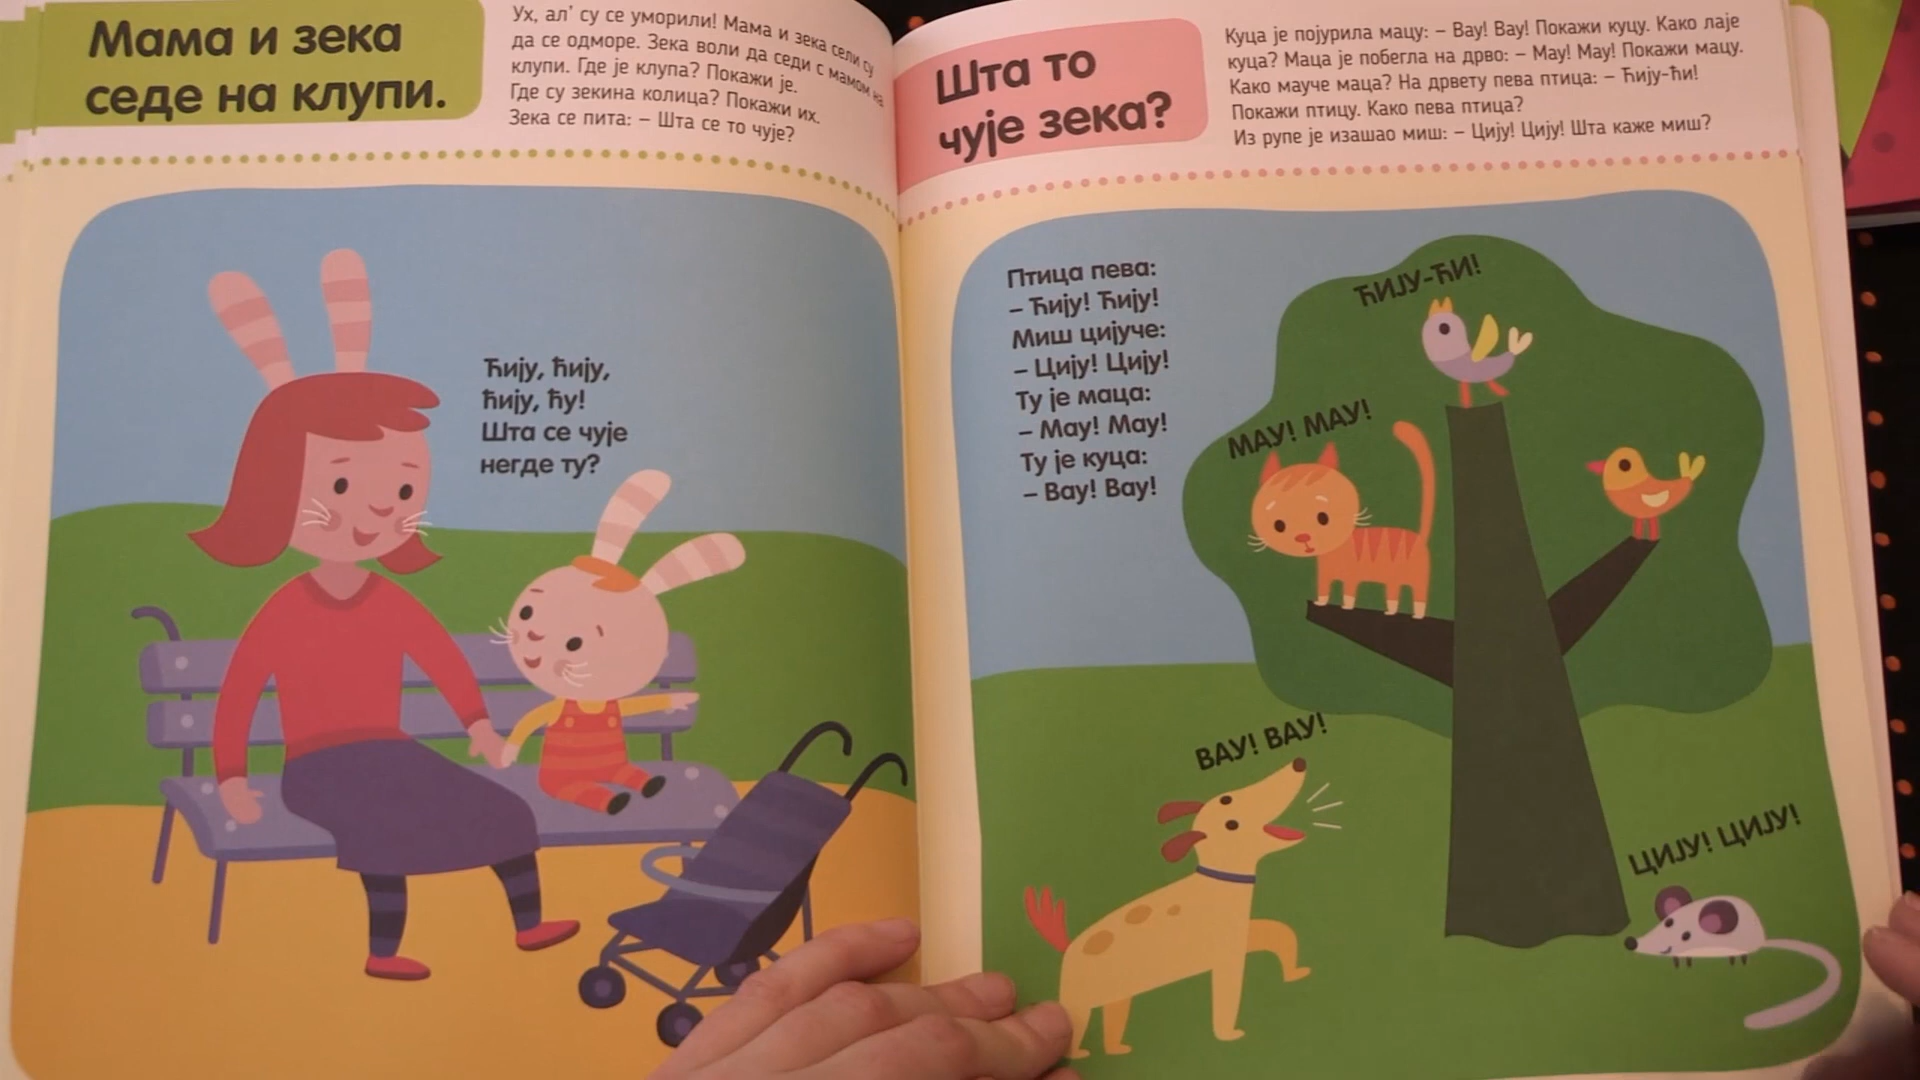 Мама и зека
седе на клупи.
Ух, ал' су се уморили! Мама и зека сели су
да се одморе. Зека воли да седи с мамом на
клупи. Где је клупа? Покажи је.
Где су зекина колица? Покажи их.
Зека се пита: – Шта се то чује?
Ћију, ћију,
ћију, ћу!
Шта се чује
негде ту?
Шта то
чује зека?
Куца је појурила мацу: – Вау! Вау! Покажи куцу. Како лаје
куца? Маца је побегла на дрво: – Мау! Мау! Покажи мацу.
Како мауче маца? На дрвету пева птица: – Ћију-ћи!
Покажи птицу. Како пева птица?
Из рупе је изашао миш: – Цију! Цију! Шта каже миш?
Птица пева:
– Ћију! Ћију!
Миш цијуче:
– Цију! Цију!
Ту је маца:
– Мау! Мау!
Ту је куца:
– Вау! Вау!
ЋИЈУ-ЋИ!
МАУ! МАУ!
ВАУ! ВАУ!
ЦИЈУ! ЦИЈУ!